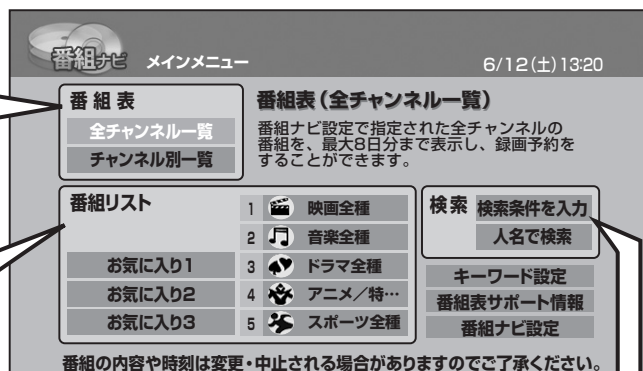 番組ナビ メインメニュー 6/12(土)13:20
番組表
全チャンネル一覧
チャンネル別一覧
番組表(全チャンネル一覧)
番組ナビ設定で指定された全チャンネルの
番組を、最大8日分まで表示し、録画予約を
することができます。
番組リスト
お気に入り1
お気に入り2
お気に入り3
1 映画全種
2 音楽全種
3 ドラマ全種
4 アニメ/特…
5 スポーツ全種
検索 検索条件を入力
人名で検索
キーワード設定
番組表サポート情報
番組ナビ設定
番組の内容や時刻は変更・中止される場合がありますのでご了承ください。